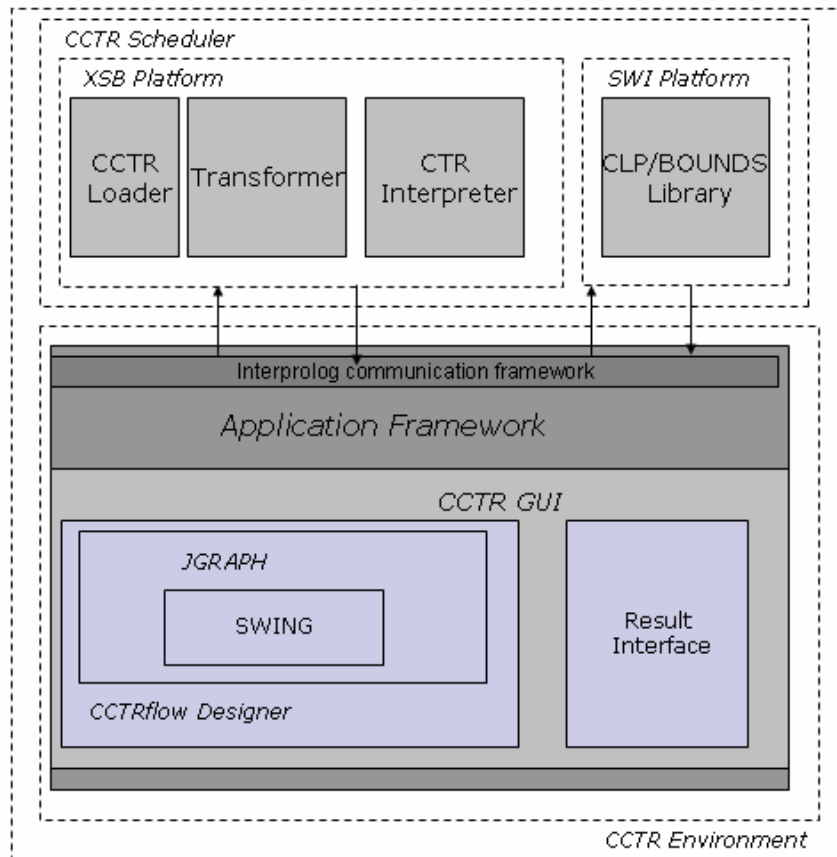 CCTR Scheduler
XSB Platform
SWI Platform
CCTR
Loader
Transformer
CTR
Interpreter
CLP/BOUNDS
Library
Interprolog communication framework
Application Framework
CCTR GUI
JGRAPH
SWING
CCTRflow Designer
Result
Interface
CCTR Environment